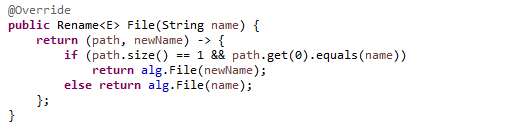 @Override
public Rename<E> File(String name) {
    return (path, newName) -> {
        if (path.size() == 1 && path.get(0).equals(name))
            return alg.File(newName);
        else return alg.File(name);
    };
}